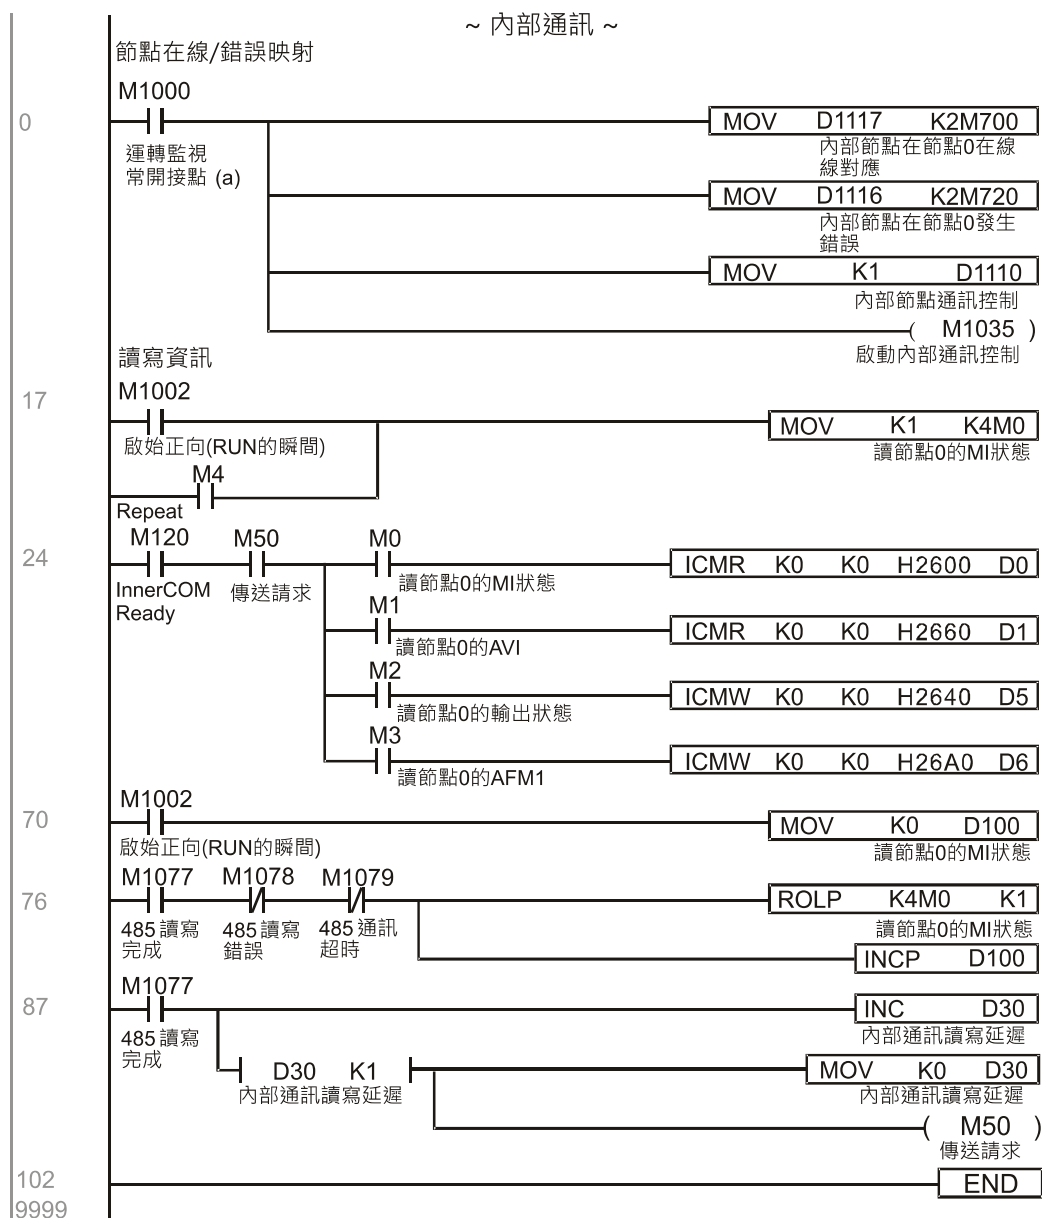 ~ 內部通訊 ~
節點在線/錯誤映射
M1000
0
MOV D1117 K2M700
運轉監視
常開接點 (a)
內部節點在節點0在線
線對應
MOV D1116 K2M720
內部節點在節點0發生
錯誤
MOV K1 D1110
內部節點通訊控制
( M1035 )
啟動內部通訊控制
讀寫資訊
17
M1002
MOV K1 K4M0
啟始正向(RUN的瞬間)
讀節點0的MI狀態
M4
Repeat
24
M120 M50 M0
ICMR K0 K0 H2600 D0
InnerCOM
Ready
傳送請求
讀節點0的MI狀態
M1
ICMR K0 K0 H2660 D1
讀節點0的AVI
M2
ICMW K0 K0 H2640 D5
讀節點0的輸出狀態
M3
ICMW K0 K0 H26A0 D6
讀節點0的AFM1
M1002
70
MOV K0 D100
啟始正向(RUN的瞬間)
讀節點0的MI狀態
M1077 M1078 M1079
76
ROLP K4M0 K1
485讀寫
完成
485讀寫
錯誤
485通訊
超時
讀節點0的MI狀態
INCP D100
M1077
87
INC D30
485讀寫
完成
內部通訊讀寫延遲
D30 K1
內部通訊讀寫延遲
MOV K0 D30
內部通訊讀寫延遲
( M50 )
傳送請求
102
END
9999